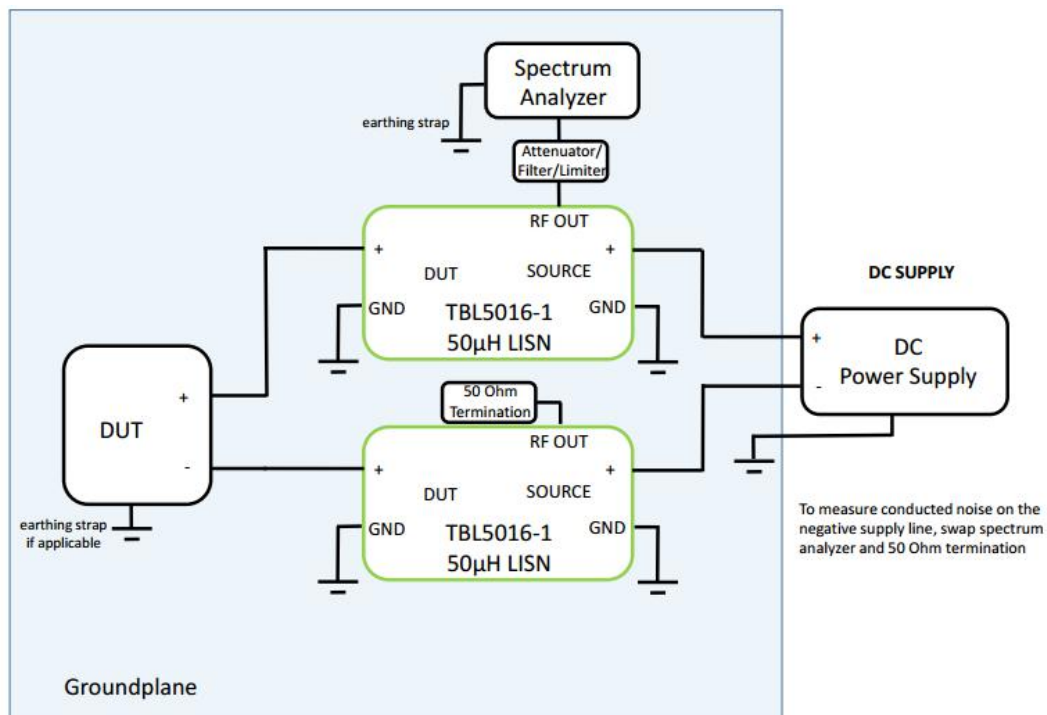 Spectrum
Analyzer
earthing strap
Attenuator/
Filter/Limiter
RF OUT
+
+
DUT
SOURCE
GND
GND
TBL5016-1
50µH LISN
DC SUPPLY
+
-
DC
Power Supply
50 Ohm
Termination
RF OUT
+
+
DUT
SOURCE
GND
GND
TBL5016-1
50µH LISN
DUT
+
-
earthing strap
if applicable
To measure conducted noise on the
negative supply line, swap spectrum
analyzer and 50 Ohm termination
Groundplane